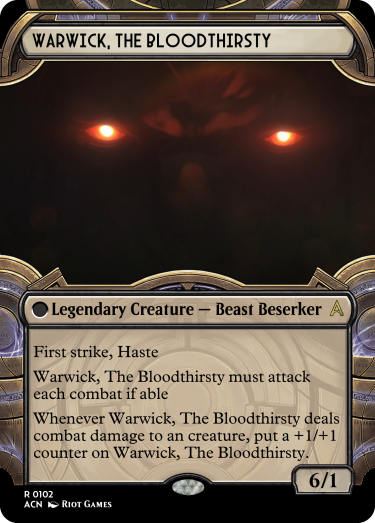 WARWICK, THE BLOODTHIRSTY
Legendary Creature — Beast Beserker
First strike, Haste
Warwick, The Bloodthirsty must attack
each combat if able
Whenever Warwick, The Bloodthirsty deals
combat damage to an creature, put a +1/+1
counter on Warwick, The Bloodthirsty.
6/1
R 0102
ACN Riot Games